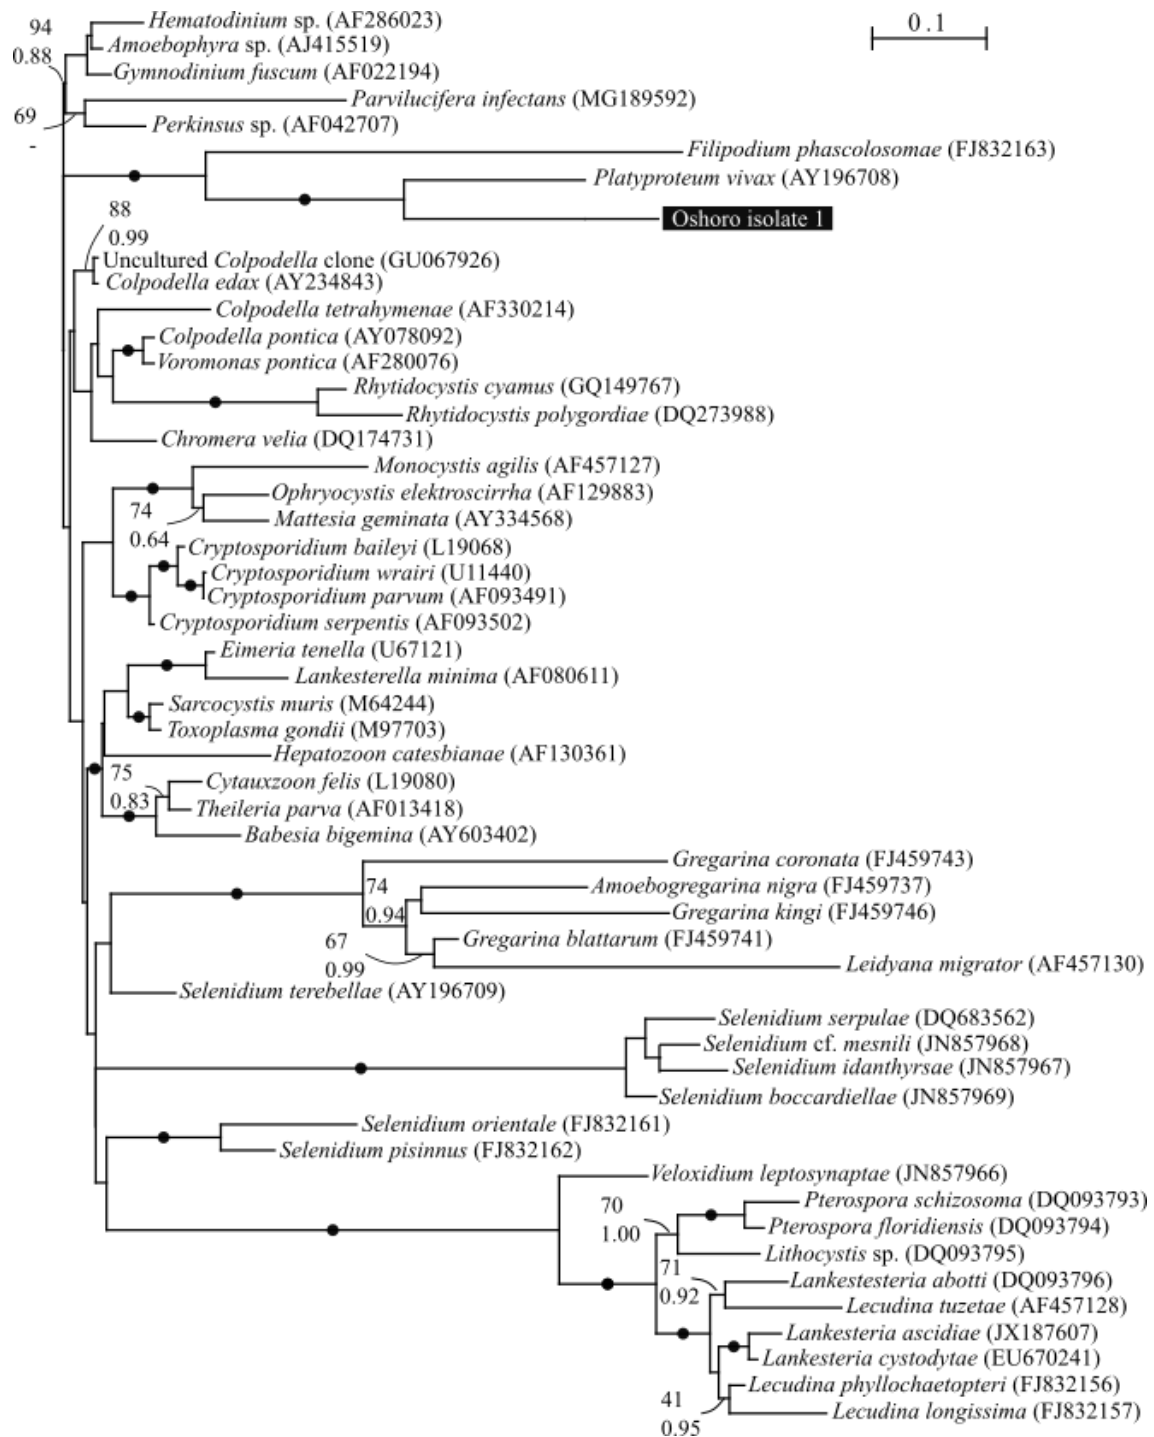 Hematodinium sp. (AF286023)
0.1
94
Amoebophyra sp. (AJ415519)
0.88
Gymnodinium fuscum (AF022194)
Parvilucifera infectans (MG189592)
69
Perkinsus sp. (AF042707)
-
Filipodium phascolosomae (FJ832163)
Platyproteum vivax (AY196708)
88
Oshoro isolate 1
0.99
Uncultured Colpodella clone (GU067926)
Colpodella edax (AY234843)
Colpodella tetrahymenae (AF330214)
Colpodella pontica (AY078092)
Voromonas pontica (AF280076)
Rhytidocystis cyamus (GQ149767)
Rhytidocystis polygordiae (DQ273988)
Chromera velia (DQ174731)
Monocystis agilis (AF457127)
Ophryocystis elektroscirrha (AF129883)
74
Mattesia geminata (AY334568)
0.64
Cryptosporidium baileyi (L19068)
Cryptosporidium wrairi (U11440)
Cryptosporidium parvum (AF093491)
Cryptosporidium serpentis (AF093502)
Eimeria tenella (U67121)
Lankesterella minima (AF080611)
Sarcocystis muris (M64244)
Toxoplasma gondii (M97703)
Hepatozoon catesbianae (AF130361)
75
Cytauxzoon felis (L19080)
0.83
Theileria parva (AF013418)
Babesia bigemina (AY603402)
Gregarina coronata (FJ459743)
74
Amoebogregarina nigra (FJ459737)
0.94
Gregarina kingi (FJ459746)
67
Gregarina blattarum (FJ459741)
0.99
Leidyana migrator (AF457130)
Selenidium terebellae (AY196709)
Selenidium serpulae (DQ683562)
Selenidium cf. mesnili (JN857968)
Selenidium idanthyrsae (JN857967)
Selenidium boccardiellae (JN857969)
Selenidium orientale (FJ832161)
Selenidium pisinnus (FJ832162)
Veloxidium leptosynaptae (JN857966)
70
Pterospora schizosoma (DQ093793)
1.00
Pterospora floridiensis (DQ093794)
Lithocystis sp. (DQ093795)
71
Lankestesteria abotti (DQ093796)
0.92
Lecudina tuzetae (AF457128)
Lankesteria ascidiae (JX187607)
Lankesteria cystodytae (EU670241)
Lecudina phyllochaetopteri (FJ832156)
41
Lecudina longissima (FJ832157)
0.95